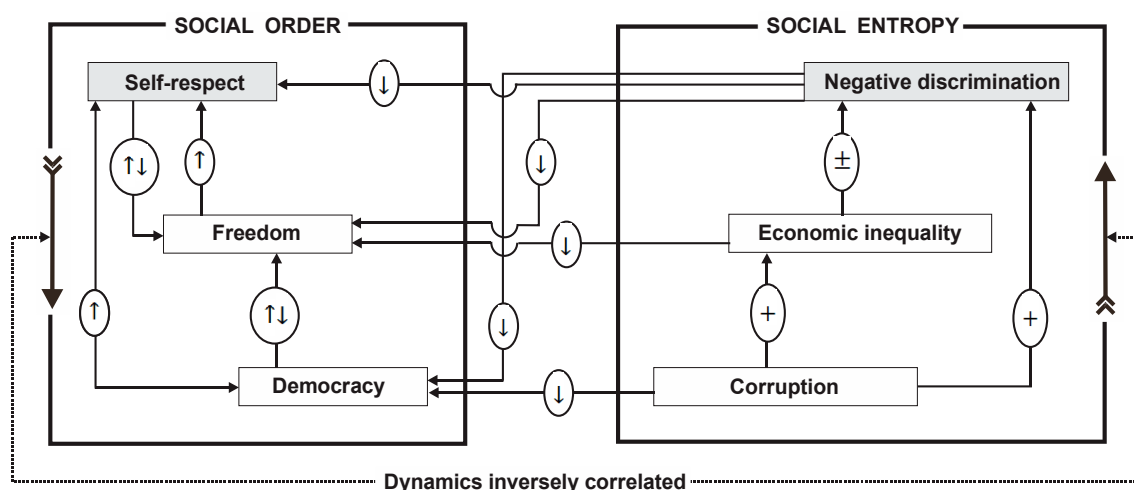 SOCIAL ORDER
SOCIAL ENTROPY
Self-respect
↓
Negative discrimination
↑↓
↑
↓
±
Freedom
Economic inequality
↓
↑
↑↓
↓
+
+
Democracy
Corruption
↓
Dynamics inversely correlated